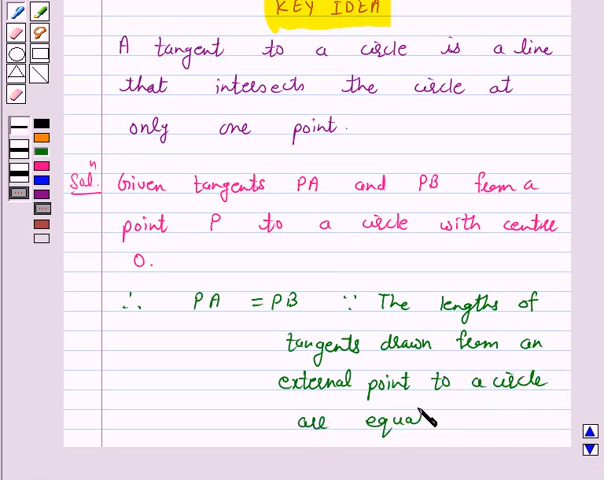 KEY IDEA
A tangent to a circle is a line
that intersects the circle at
only one point.
Solⁿ. Given tangents PA and PB from a
point P to a circle with centre
O.
∴ PA = PB ∵ The lengths of
tangents drawn from an
external point to a circle
are equa